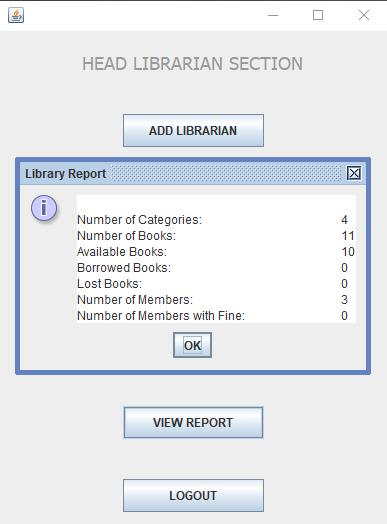 HEAD LIBRARIAN SECTION
ADD LIBRARIAN
Library Report
Number of Categories: 4
Number of Books: 11
Available Books: 10
Borrowed Books: 0
Lost Books: 0
Number of Members: 3
Number of Members with Fine: 0
OK
VIEW REPORT
LOGOUT